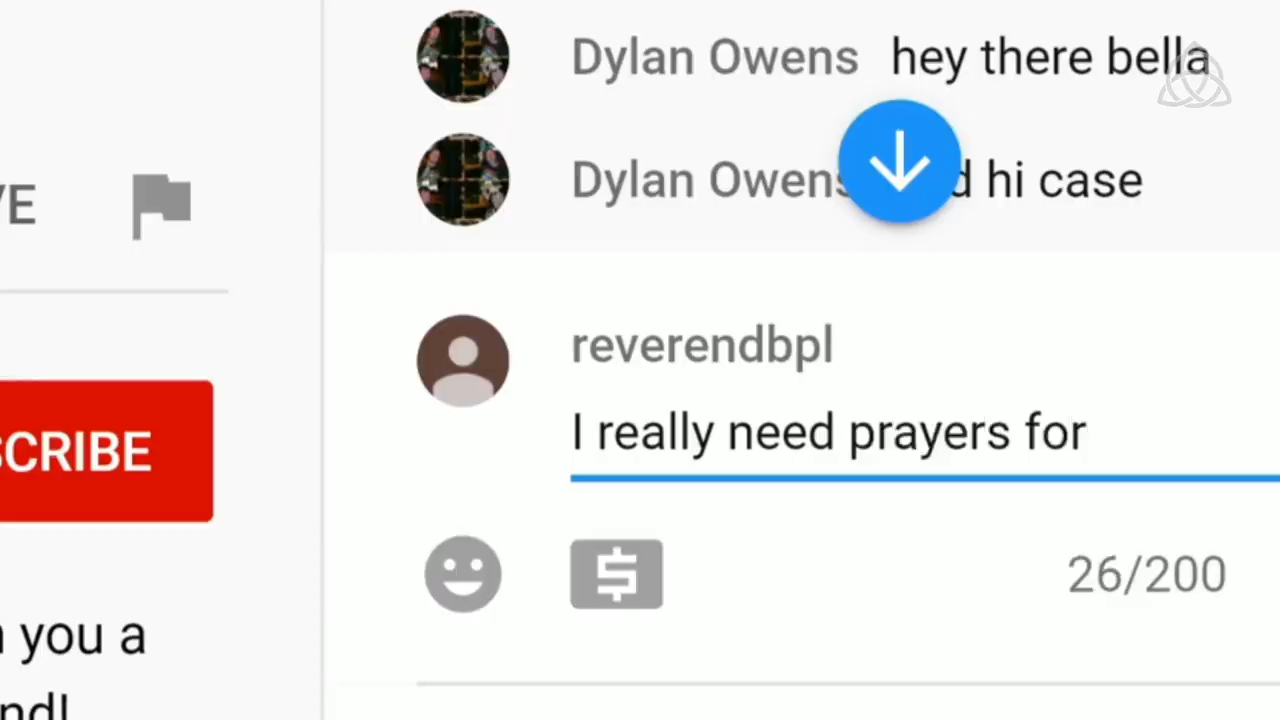 Dylan Owens hey there bella
Dylan Owens hi case
VE
reverendbpl
I really need prayers for
SCRIBE
26/200
you a